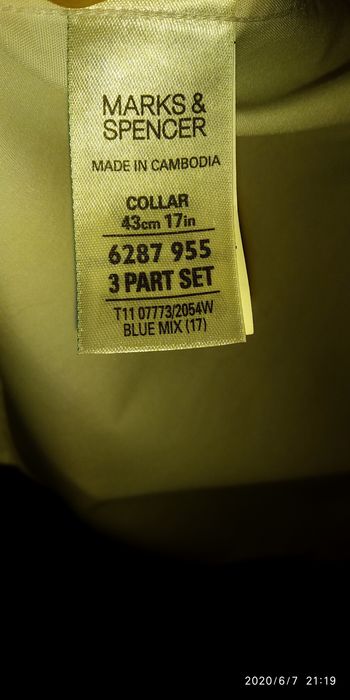 MARKS &
SPENCER
MADE IN CAMBODIA
COLLAR
43cm 17in
6287 955
3 PART SET
T11 07773/2054W
BLUE MIX (17)
2020/6/7 21:19